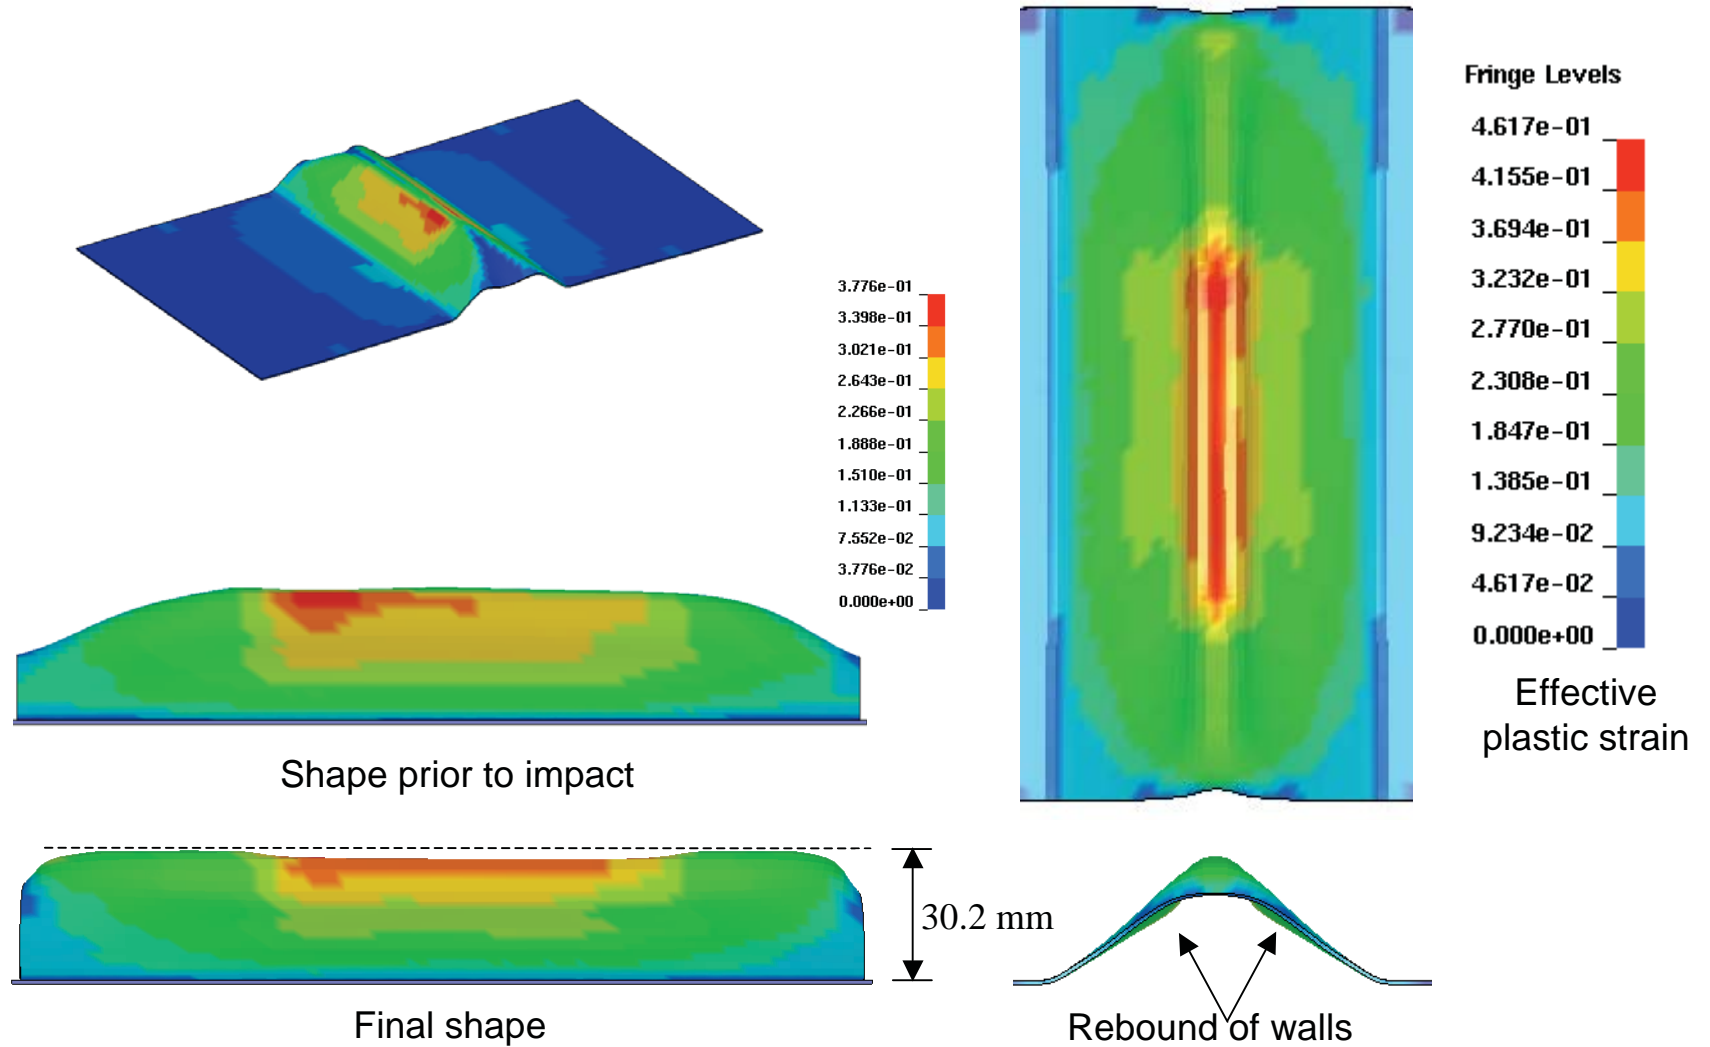 3.776e-01
3.398e-01
3.021e-01
2.643e-01
2.266e-01
1.888e-01
1.510e-01
1.133e-01
7.552e-02
3.776e-02
0.000e+00
Shape prior to impact
Fringe Levels
4.617e-01
4.155e-01
3.694e-01
3.232e-01
2.770e-01
2.308e-01
1.847e-01
1.385e-01
9.234e-02
4.617e-02
0.000e+00
Effective
plastic strain
30.2 mm
Final shape
Rebound of walls